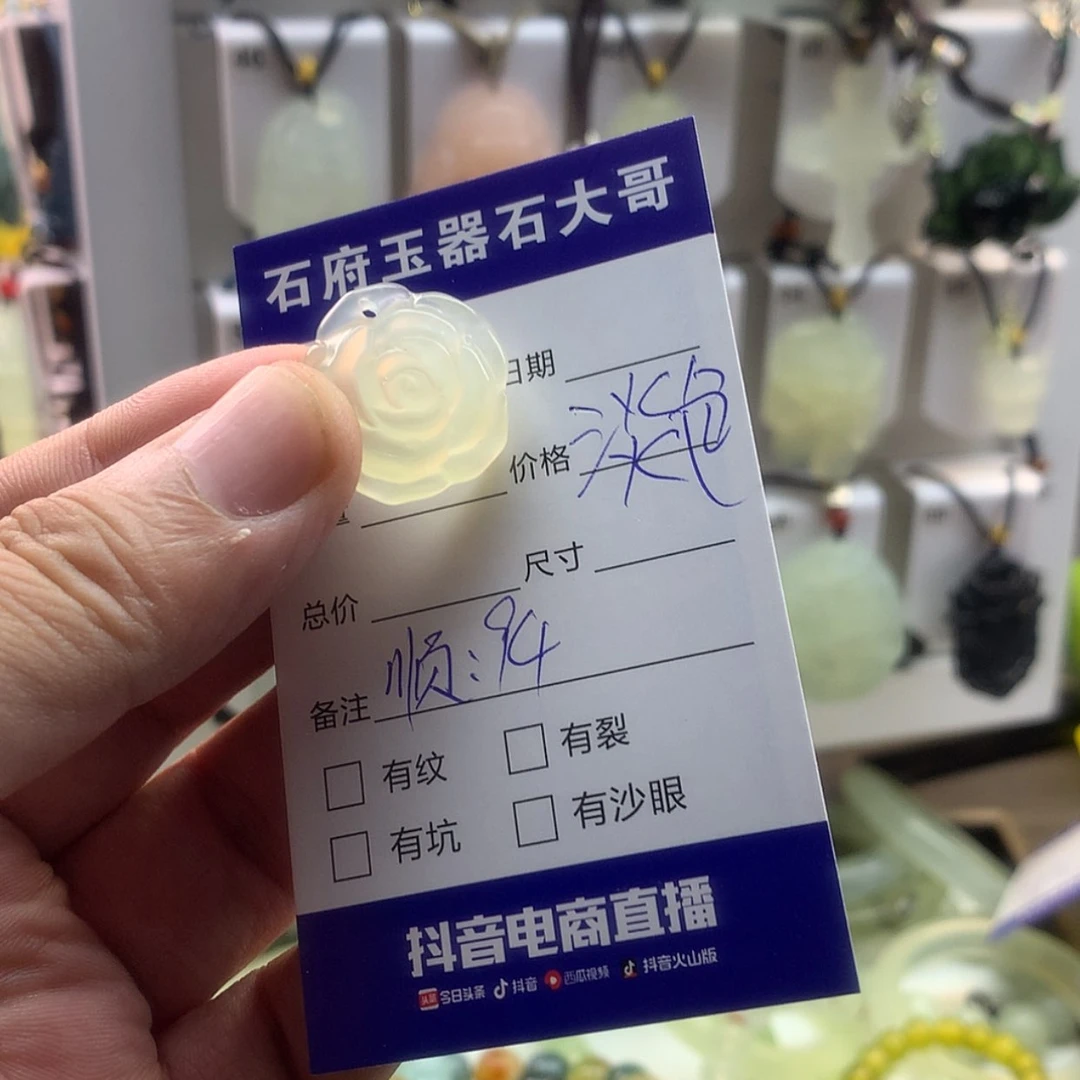 石府玉器石大哥
日期
价格 淡色
尺寸
总价
备注 顺:94
有纹 有裂
有坑 有沙眼
抖音电商直播
今日头条 抖音 西瓜视频 抖音火山版